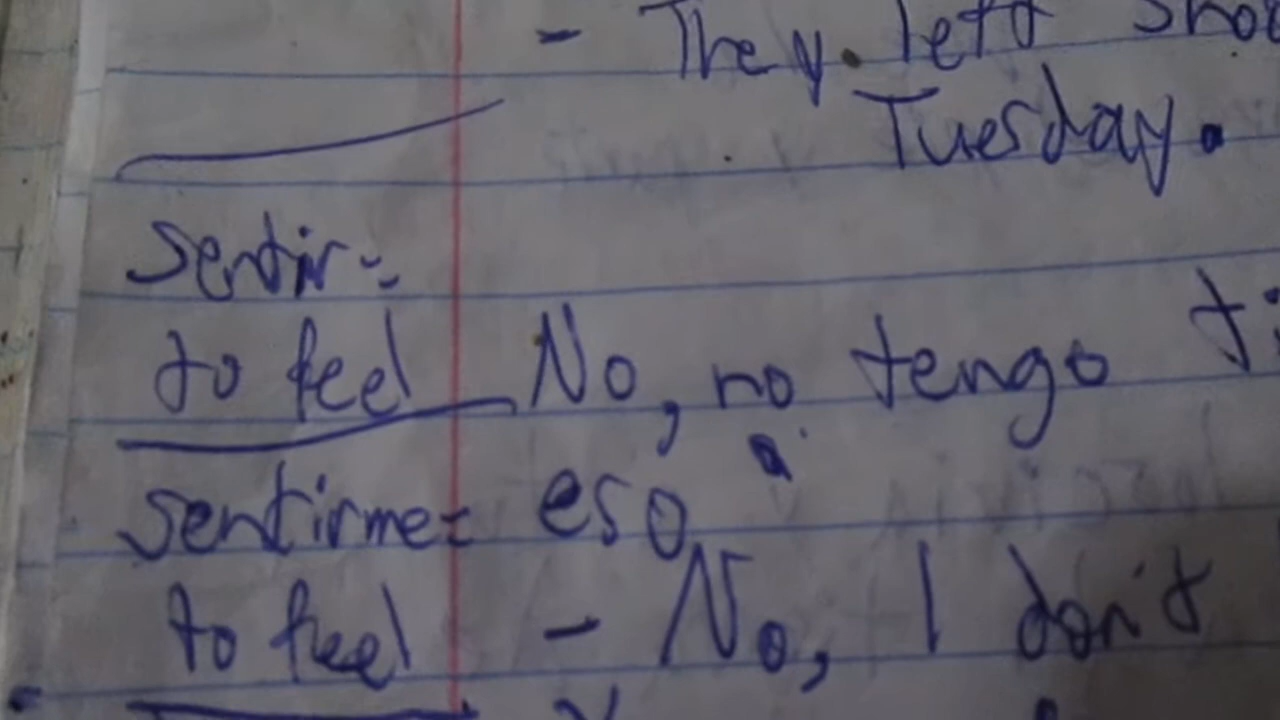 - They left
Tuesday.
sentir:
to feel No, no tengo
sentirme= eso
to feel - No, I don't